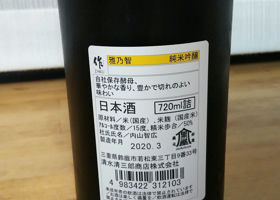 作 雅乃智 純米吟醸
ZAKU
自社保存酵母、
華やかな香り、豊かで切れのよい
味わい
日本酒 720ml詰
原材料/米(国産)、米麹(国産米)
アルコール度数/15度、精米歩合/50%
杜氏氏名/内山智広
製造年月 2020. 3
三重県鈴鹿市若松東三丁目9番33号
清水清三郎商店株式会社
4 983422 312103